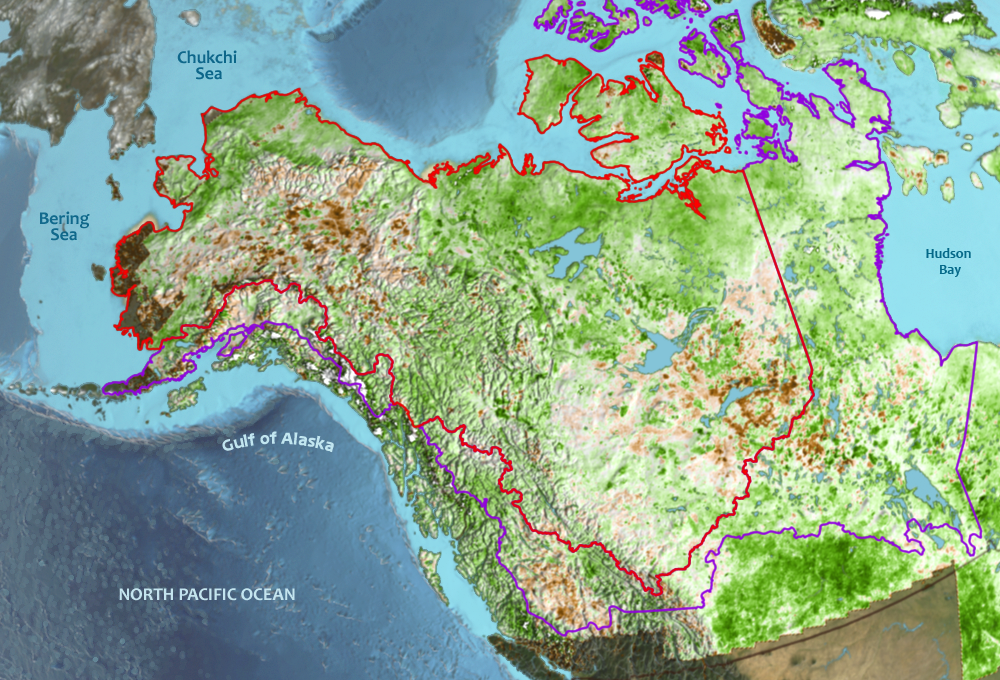 Chukchi
Sea
Bering
Sea
Hudson
Bay
Gulf of Alaska
NORTH PACIFIC OCEAN